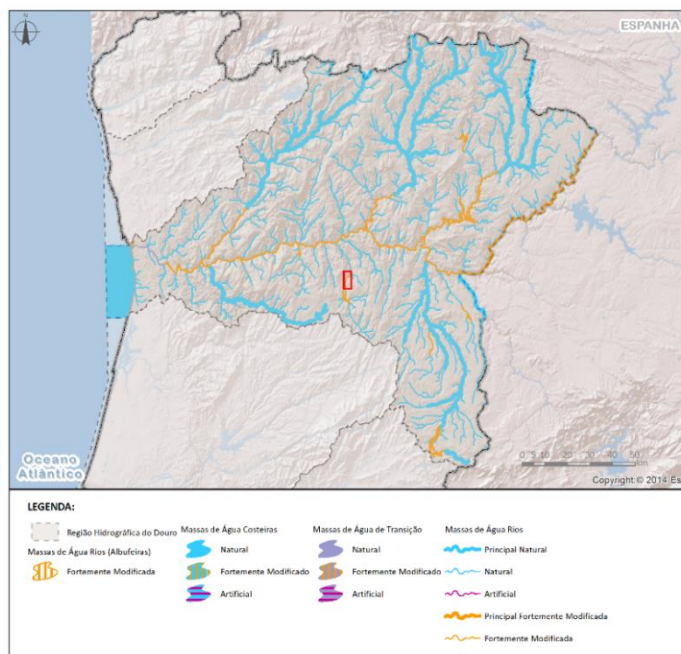 ESPANHA
Oceano
Atlântico
0 5 10 20 30 40 50
km
Copyright © 2014 Es
LEGENDA:
Região Hidrográfica do Douro
Massas de Água Rios (Albufeiras)
Fortemente Modificada
Massas de Água Costeiras
Natural
Fortemente Modificado
Artificial
Massas de Água de Transição
Natural
Fortemente Modificado
Artificial
Massas de Água Rios
Principal Natural
Natural
Artificial
Principal Fortemente Modificada
Fortemente Modificada